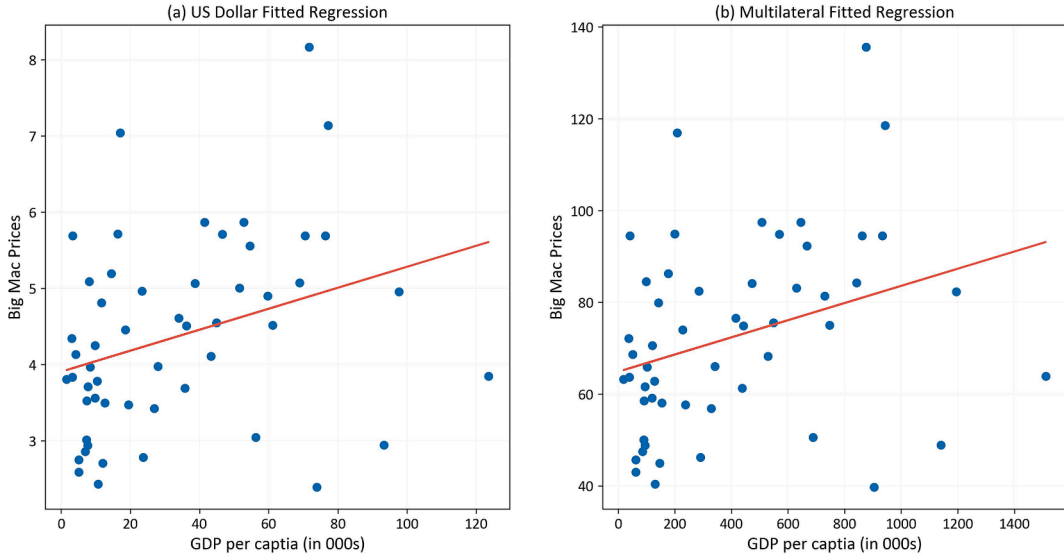 (a) US Dollar Fitted Regression
Big Mac Prices
8
7
6
5
4
3
0 20 40 60 80 100 120
GDP per captia (in 000s)
(b) Multilateral Fitted Regression
Big Mac Prices
140
120
100
80
60
40
0 200 400 600 800 1000 1200 1400
GDP per captia (in 000s)